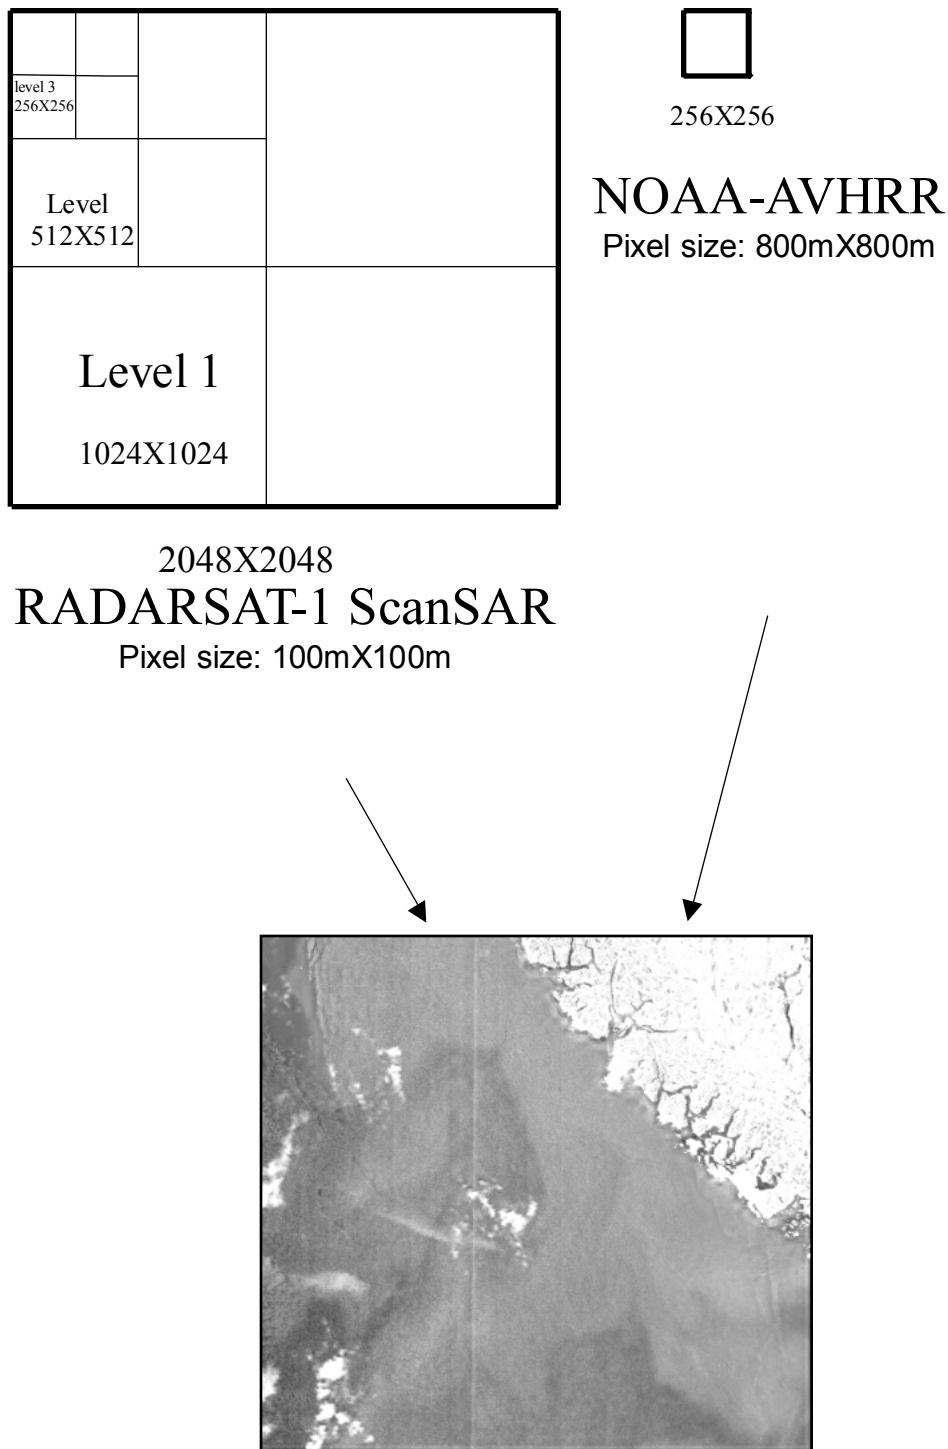 level 3
256X256
Level
512X512
Level 1
1024X1024
2048X2048
RADARSAT-1 ScanSAR
Pixel size: 100mX100m
256X256
NOAA-AVHRR
Pixel size: 800mX800m